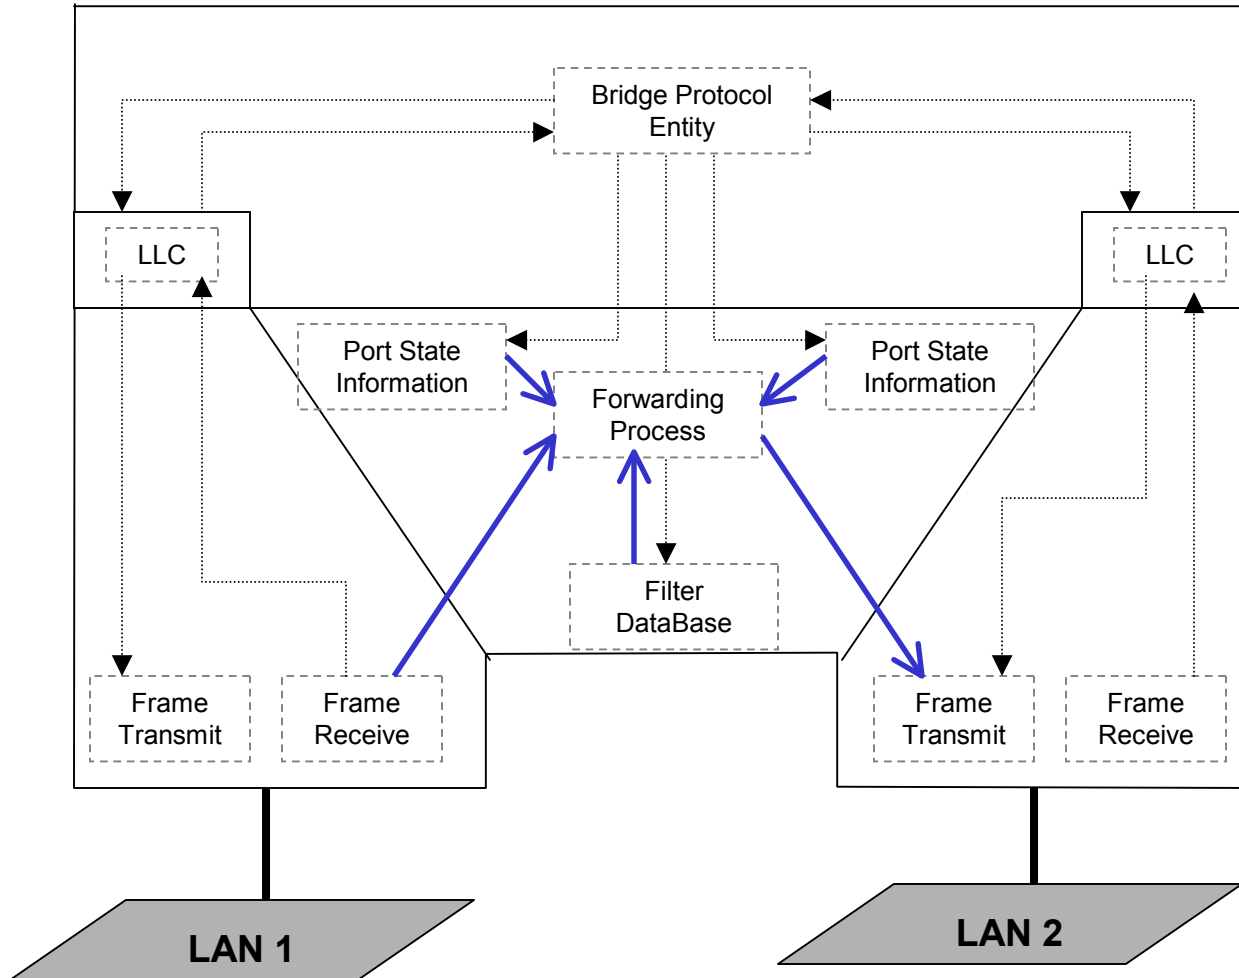 Bridge Protocol
Entity
LLC
LLC
Port State
Information
Port State
Information
Forwarding
Process
Filter
DataBase
Frame
Transmit
Frame
Receive
Frame
Transmit
Frame
Receive
LAN 1
LAN 2